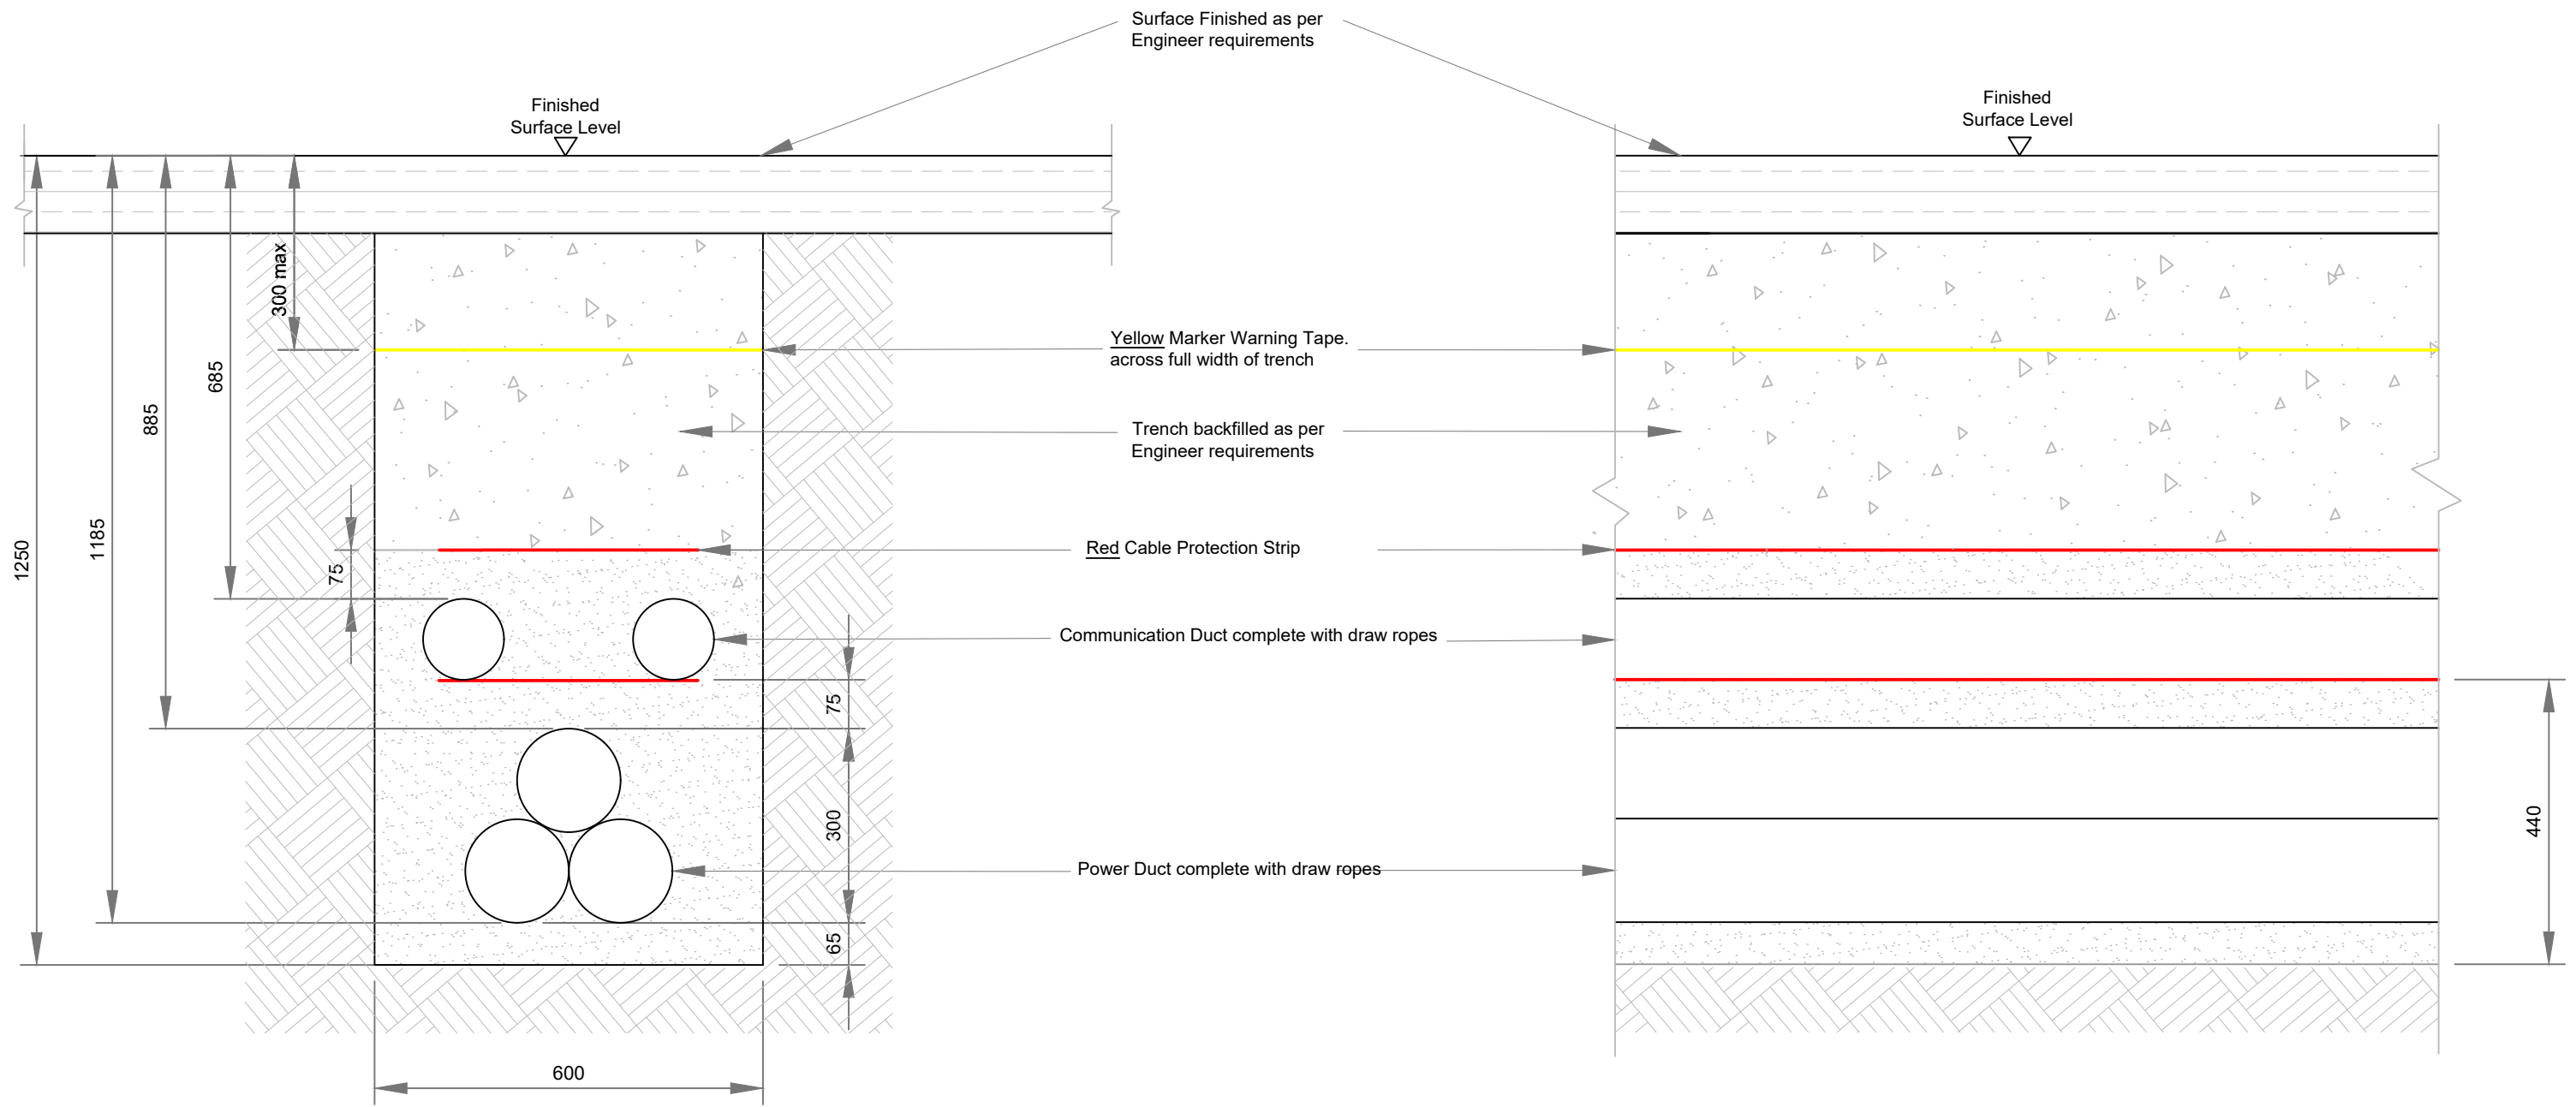 Surface Finished as per
Engineer requirements
Finished
Surface Level
Finished
Surface Level
300 max
Yellow Marker Warning Tape.
across full width of trench
685
885
Trench backfilled as per
Engineer requirements
1185
1250
Red Cable Protection Strip
75
Communication Duct complete with draw ropes
75
300
440
Power Duct complete with draw ropes
65
600